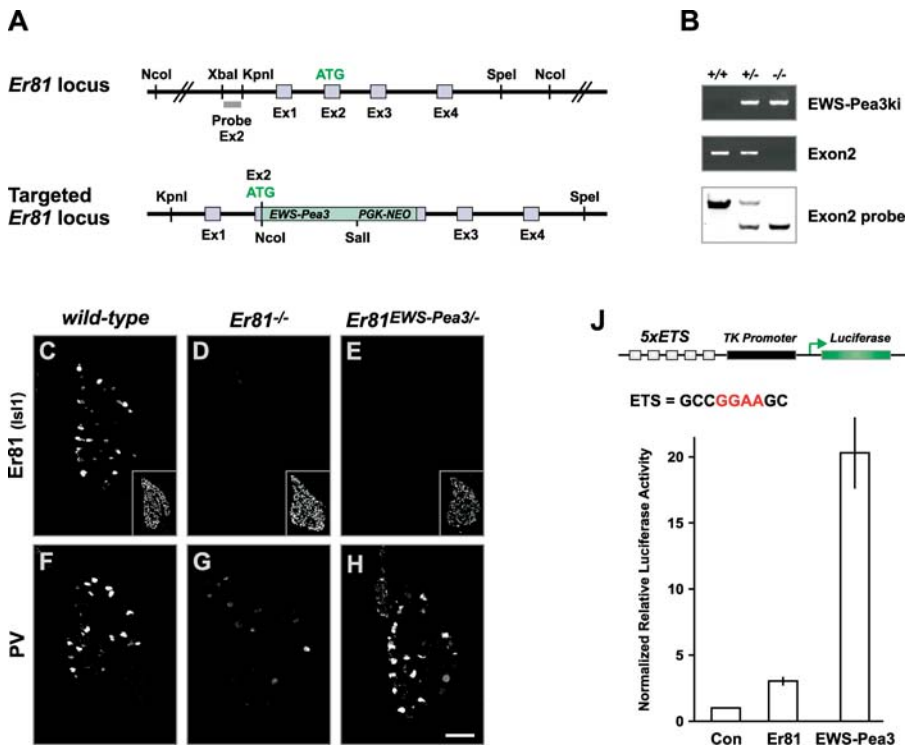 A
Er81 locus
NcoI XbaI KpnI ATG SpeI NcoI
Probe Ex2
Ex1 Ex2 Ex3 Ex4
Targeted Er81 locus
KpnI Ex2 ATG SpeI
EWS-Pea3 PGK-NEO
Ex1 NcoI SalI Ex3 Ex4
B
+/+ +/- -/-
EWS-Pea3ki
Exon2
Exon2 probe
wild-type Er81-/- Er81EWS-Pea3/-
Er81 (Isl1)
C D E
PV
F G H
J
5xETS TK Promoter Luciferase
ETS = GCCGGAAGC
Normalized Relative Luciferase Activity
20
15
10
5
0
Con Er81 EWS-Pea3